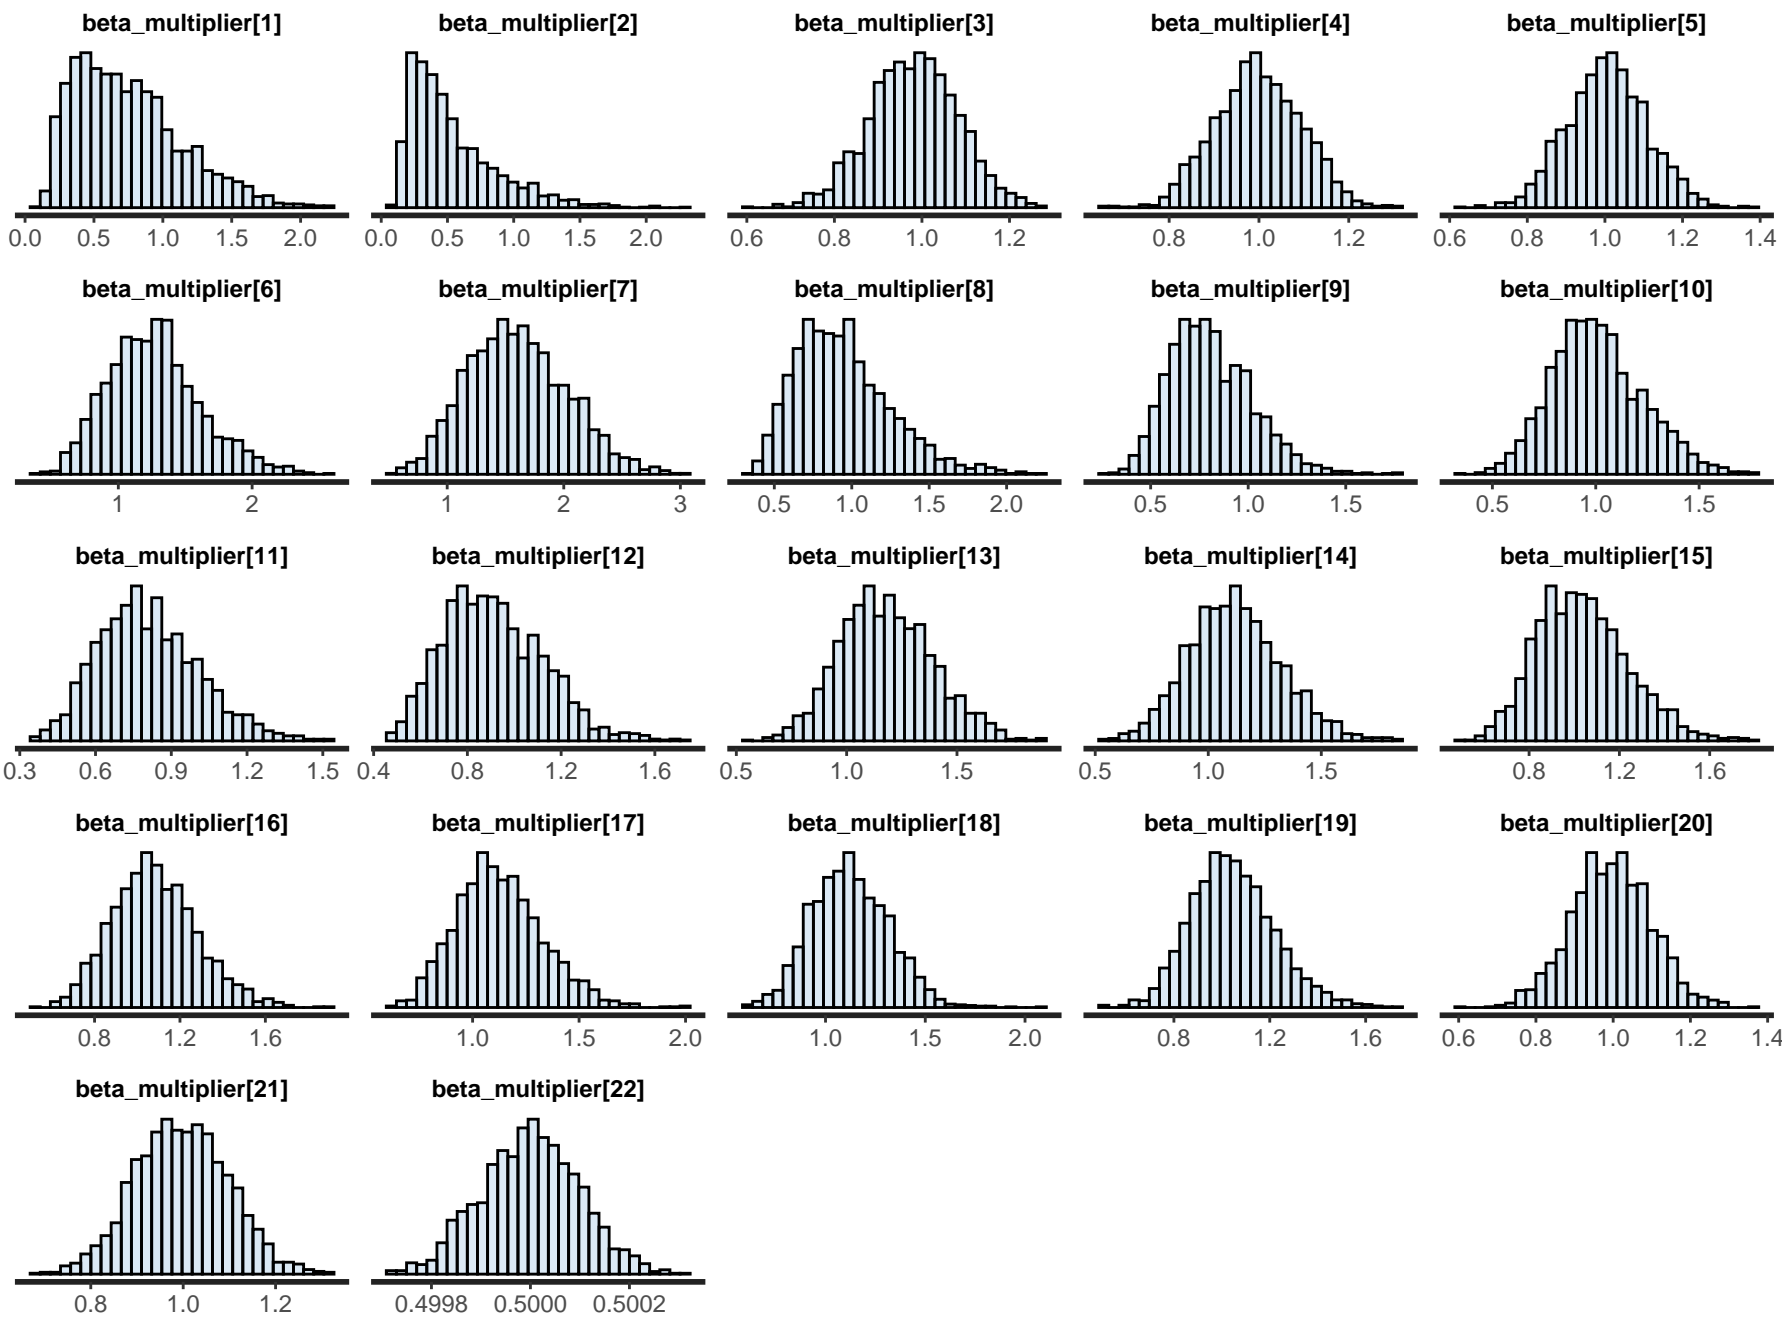 beta_multiplier[1] beta_multiplier[2] beta_multiplier[3] beta_multiplier[4] beta_multiplier[5]
0.0 0.5 1.0 1.5 2.0 0.0 0.5 1.0 1.5 2.0 0.6 0.8 1.0 1.2 0.8 1.0 1.2 0.6 0.8 1.0 1.2 1.4
beta_multiplier[6] beta_multiplier[7] beta_multiplier[8] beta_multiplier[9] beta_multiplier[10]
1 2 1 2 3 0.5 1.0 1.5 2.0 0.5 1.0 1.5 0.5 1.0 1.5
beta_multiplier[11] beta_multiplier[12] beta_multiplier[13] beta_multiplier[14] beta_multiplier[15]
0.3 0.6 0.9 1.2 1.5 0.4 0.8 1.2 1.6 0.5 1.0 1.5 0.5 1.0 1.5 0.8 1.2 1.6
beta_multiplier[16] beta_multiplier[17] beta_multiplier[18] beta_multiplier[19] beta_multiplier[20]
0.8 1.2 1.6 1.0 1.5 2.0 1.0 1.5 2.0 0.8 1.2 1.6 0.6 0.8 1.0 1.2 1.4
beta_multiplier[21] beta_multiplier[22]
0.8 1.0 1.2 0.4998 0.5000 0.5002